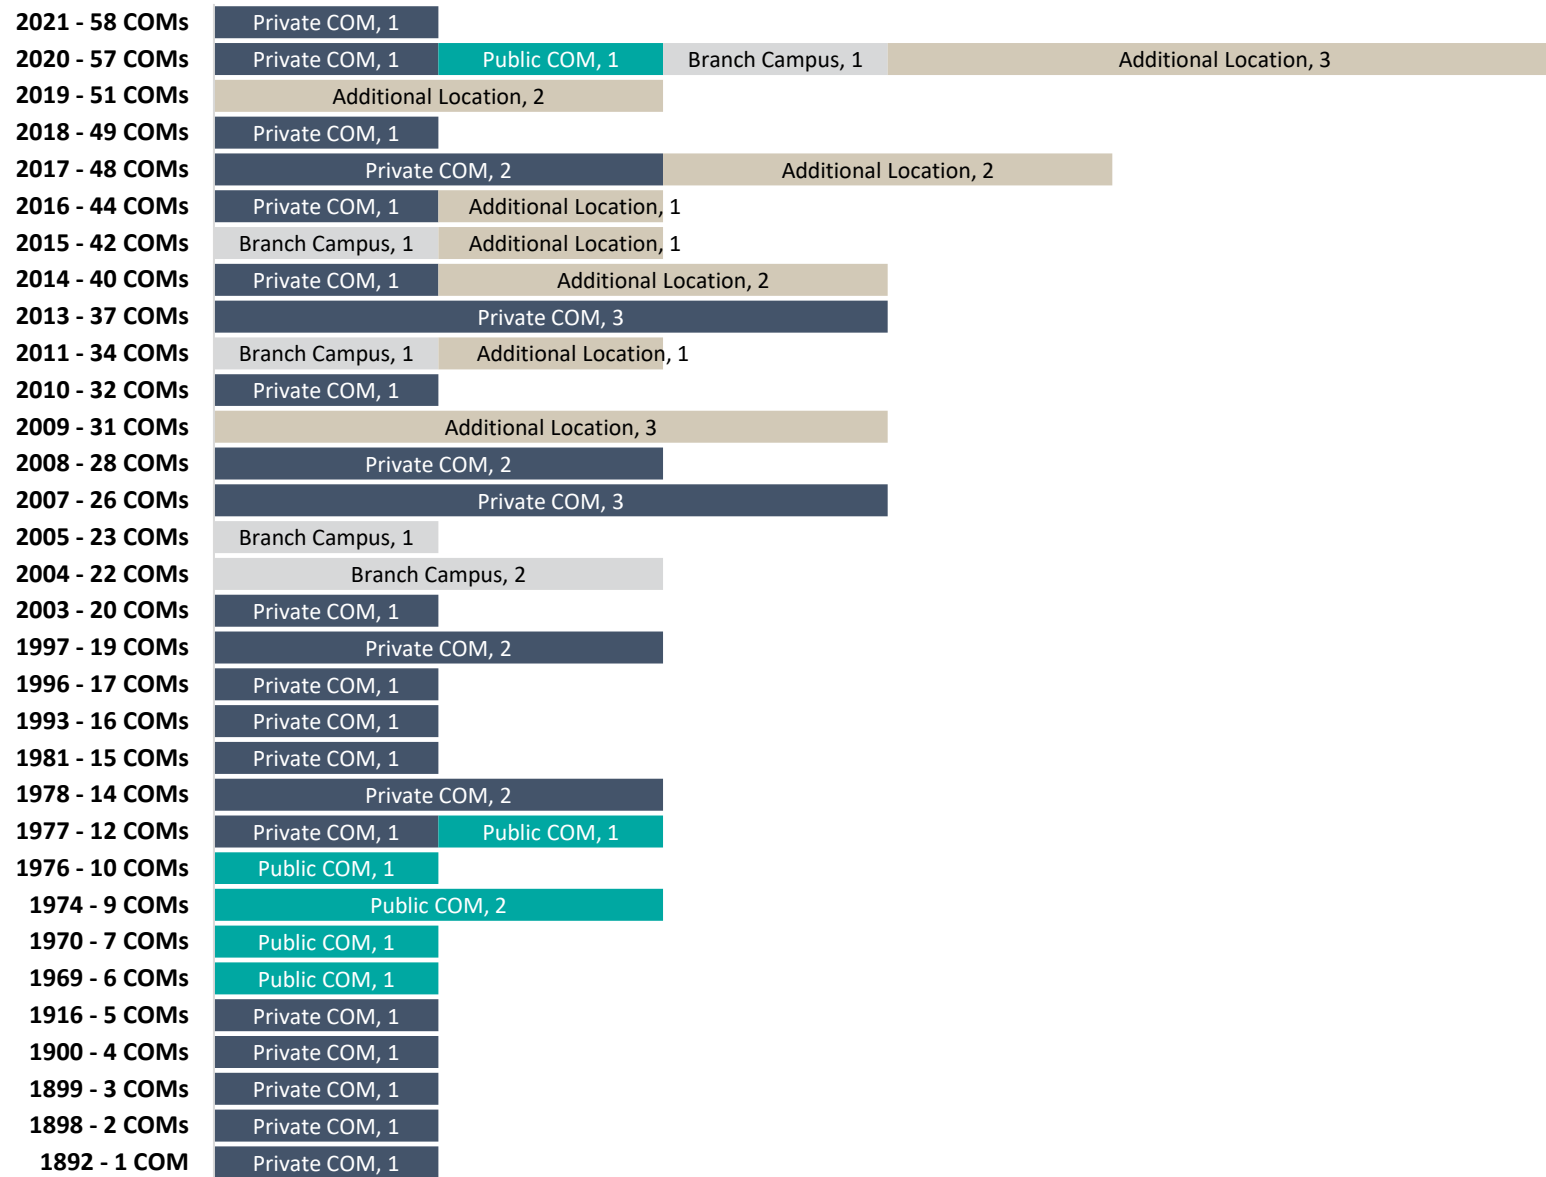 2021 - 58 COMs Private COM, 1
2020 - 57 COMs Private COM, 1 Public COM, 1 Branch Campus, 1 Additional Location, 3
2019 - 51 COMs Additional Location, 2
2018 - 49 COMs Private COM, 1
2017 - 48 COMs Private COM, 2 Additional Location, 2
2016 - 44 COMs Private COM, 1 Additional Location, 1
2015 - 42 COMs Branch Campus, 1 Additional Location, 1
2014 - 40 COMs Private COM, 1 Additional Location, 2
2013 - 37 COMs Private COM, 3
2011 - 34 COMs Branch Campus, 1 Additional Location, 1
2010 - 32 COMs Private COM, 1
2009 - 31 COMs Additional Location, 3
2008 - 28 COMs Private COM, 2
2007 - 26 COMs Private COM, 3
2005 - 23 COMs Branch Campus, 1
2004 - 22 COMs Branch Campus, 2
2003 - 20 COMs Private COM, 1
1997 - 19 COMs Private COM, 2
1996 - 17 COMs Private COM, 1
1993 - 16 COMs Private COM, 1
1981 - 15 COMs Private COM, 1
1978 - 14 COMs Private COM, 2
1977 - 12 COMs Private COM, 1 Public COM, 1
1976 - 10 COMs Public COM, 1
1974 - 9 COMs Public COM, 2
1970 - 7 COMs Public COM, 1
1969 - 6 COMs Public COM, 1
1916 - 5 COMs Private COM, 1
1900 - 4 COMs Private COM, 1
1899 - 3 COMs Private COM, 1
1898 - 2 COMs Private COM, 1
1892 - 1 COM Private COM, 1